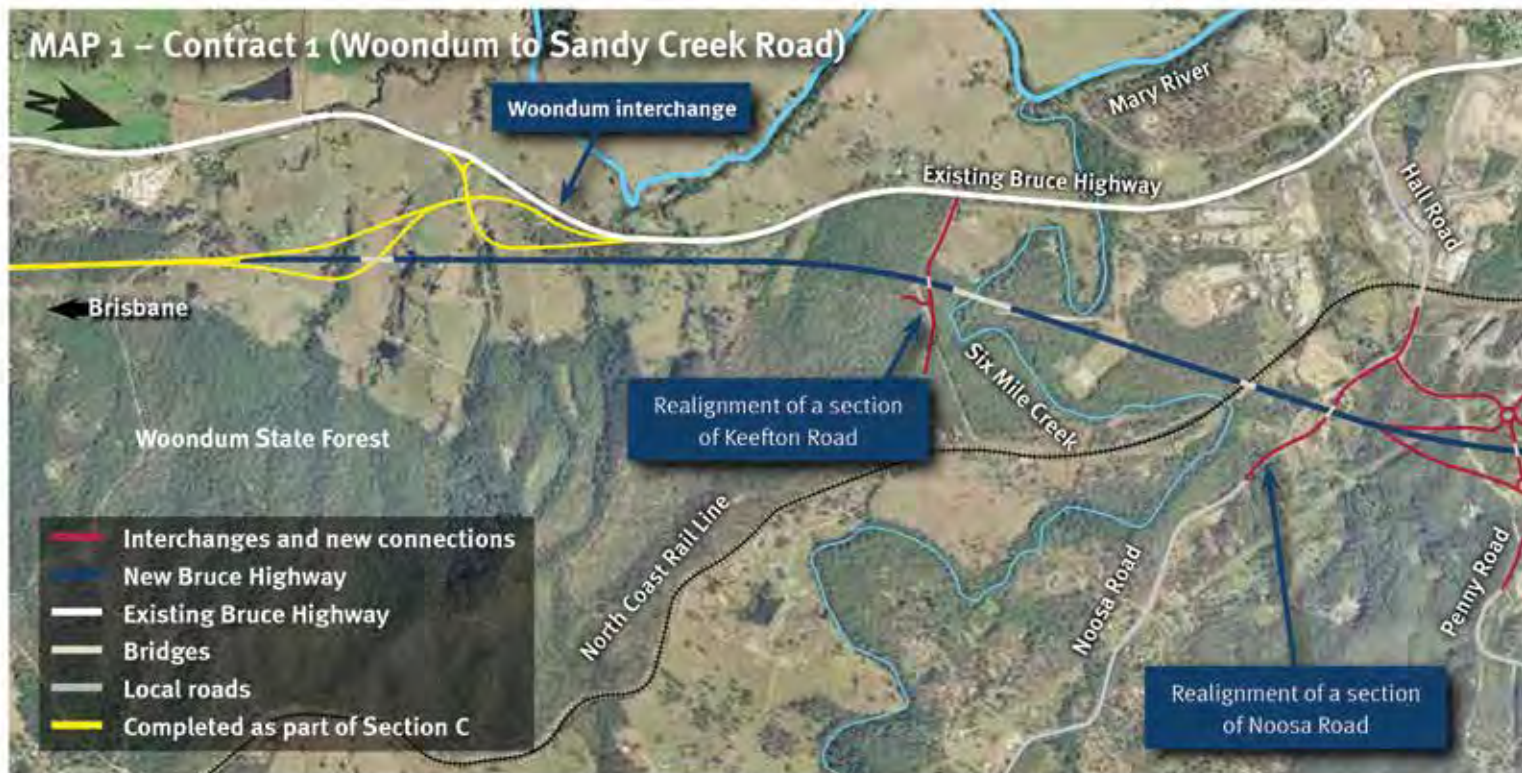 MAP 1 – Contract 1 (Woondum to Sandy Creek Road)
N
Woondum interchange
Mary River
Existing Bruce Highway
Hall Road
Brisbane
Realignment of a section
of Keefton Road
Six Mile Creek
Woondum State Forest
North Coast Rail Line
Noosa Road
Penny Road
Realignment of a section
of Noosa Road
Interchanges and new connections
New Bruce Highway
Existing Bruce Highway
Bridges
Local roads
Completed as part of Section C